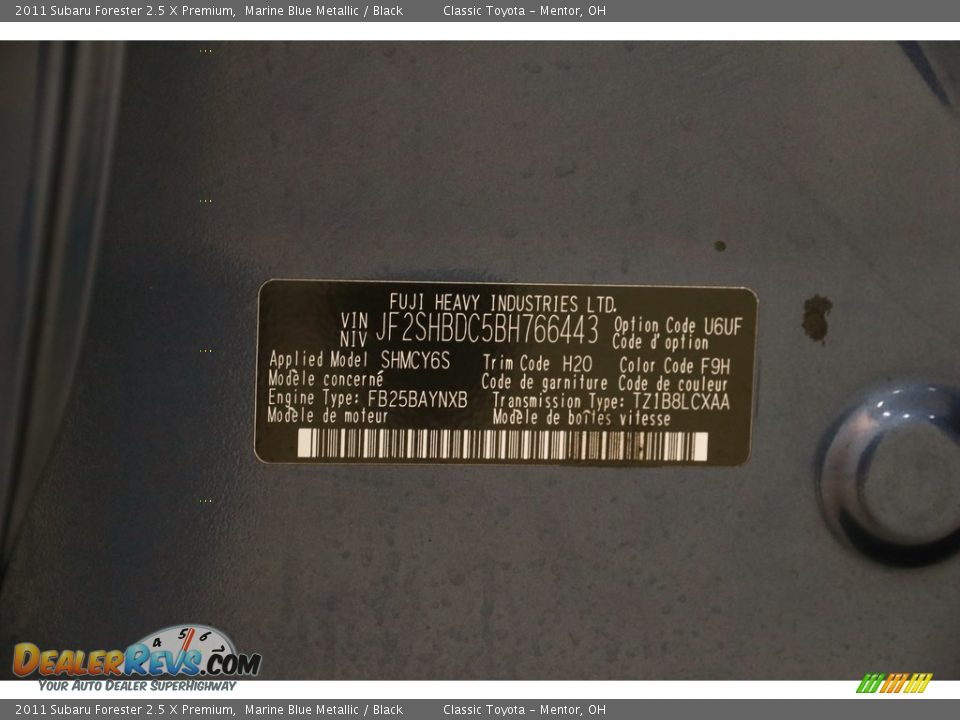 2011 Subaru Forester 2.5 X Premium, Marine Blue Metallic / Black Classic Toyota - Mentor, OH
FUJI HEAVY INDUSTRIES LTD.
VIN NIV JF2SHBDC5BH766443 Option Code U6UF
Code d'option
Applied Model SHMCY6S Trim Code H20 Color Code F9H
Modèle concerné Code de garniture Code de couleur
Engine Type: FB25BAYNXB Transmission Type: TZ1B8LCXAA
Modèle de moteur Modèle de boîtes vitesse
4 5 6
DEALERREVS.COM
YOUR AUTO DEALER SUPERHIGHWAY
2011 Subaru Forester 2.5 X Premium, Marine Blue Metallic / Black Classic Toyota - Mentor, OH